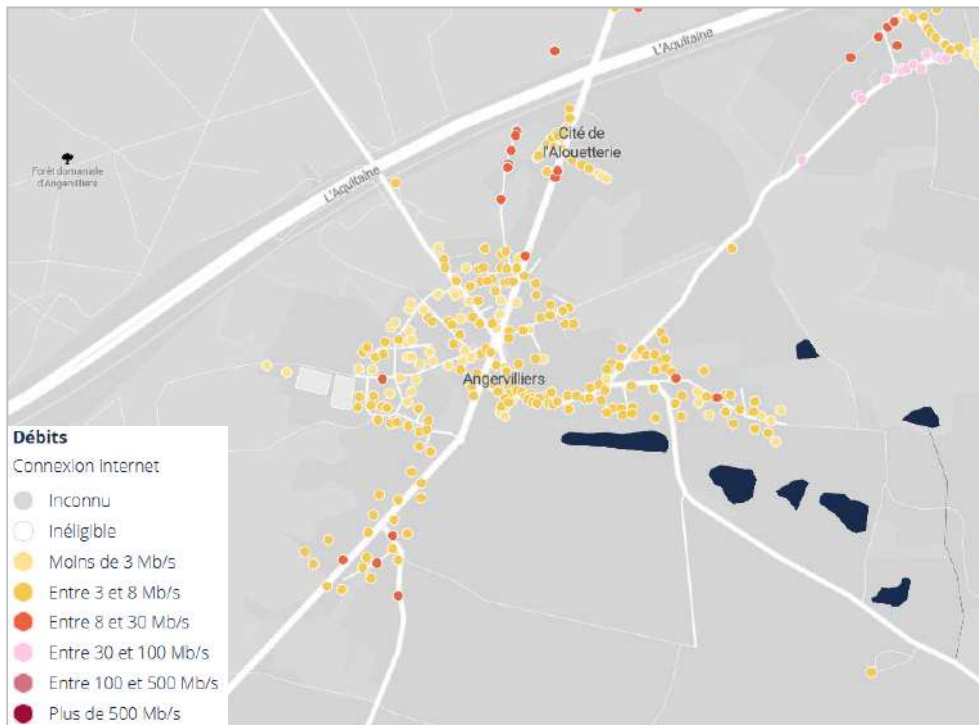 L'Aquitaine
Cité de
l'Alouetterie
Forêt domaniale
d'Angervilliers
L'Aquitaine
Angervilliers
Débits
Connexion Internet
Inconnu
Inéligible
Moins de 3 Mb/s
Entre 3 et 8 Mb/s
Entre 8 et 30 Mb/s
Entre 30 et 100 Mb/s
Entre 100 et 500 Mb/s
Plus de 500 Mb/s